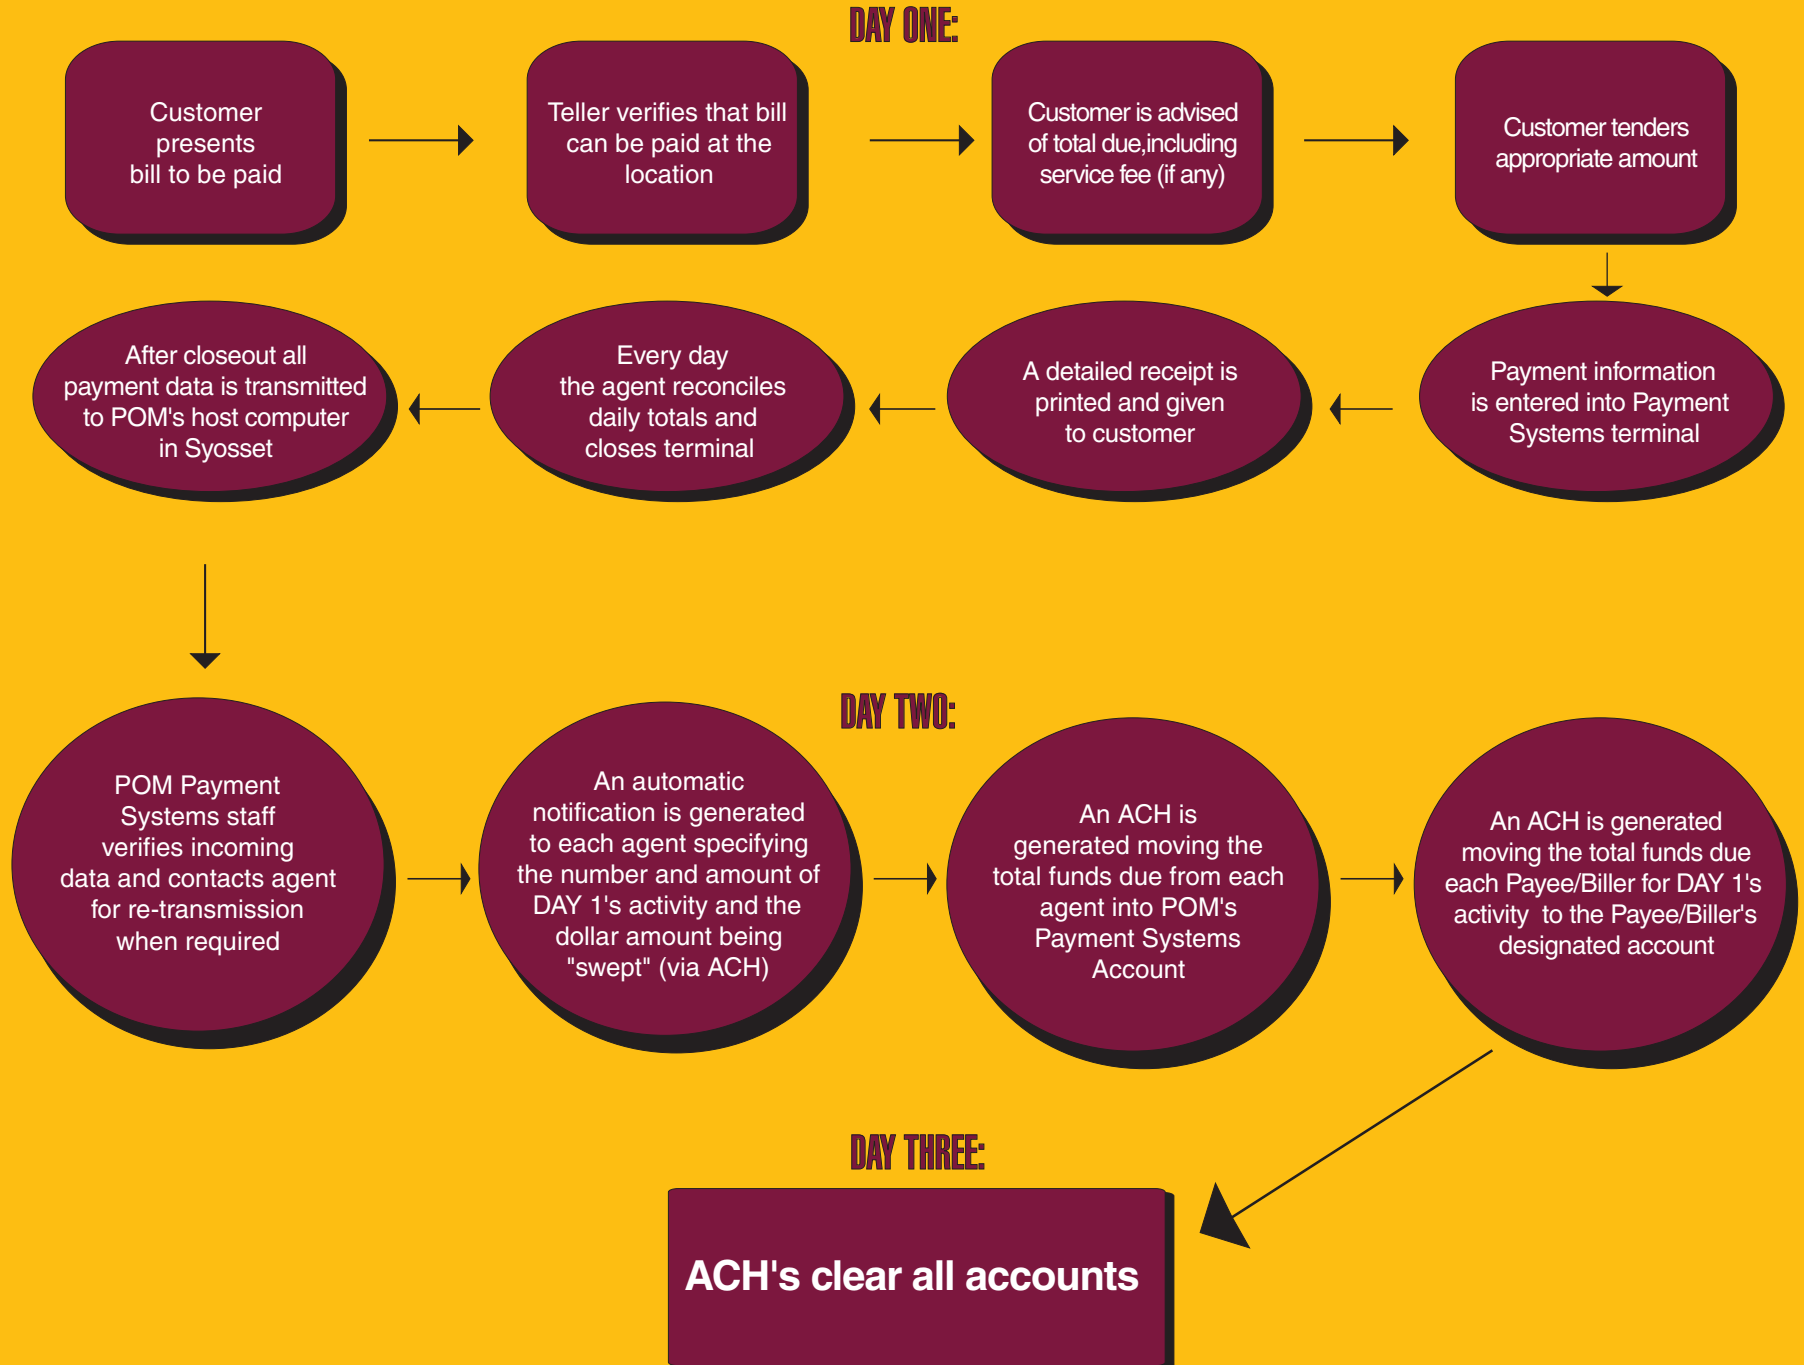 DAY ONE:
Customer
presents
bill to be paid
Teller verifies that bill
can be paid at the
location
Customer is advised
of total due,including
service fee (if any)
Customer tenders
appropriate amount
Payment information
is entered into Payment
Systems terminal
A detailed receipt is
printed and given
to customer
Every day
the agent reconciles
daily totals and
closes terminal
After closeout all
payment data is transmitted
to POM's host computer
in Syosset
DAY TWO:
POM Payment
Systems staff
verifies incoming
data and contacts agent
for re-transmission
when required
An automatic
notification is generated
to each agent specifying
the number and amount of
DAY 1's activity and the
dollar amount being
"swept" (via ACH)
An ACH is
generated moving the
total funds due from each
agent into POM's
Payment Systems
Account
An ACH is generated
moving the total funds due
each Payee/Biller for DAY 1's
activity  to the Payee/Biller's
designated account
DAY THREE:
ACH's clear all accounts